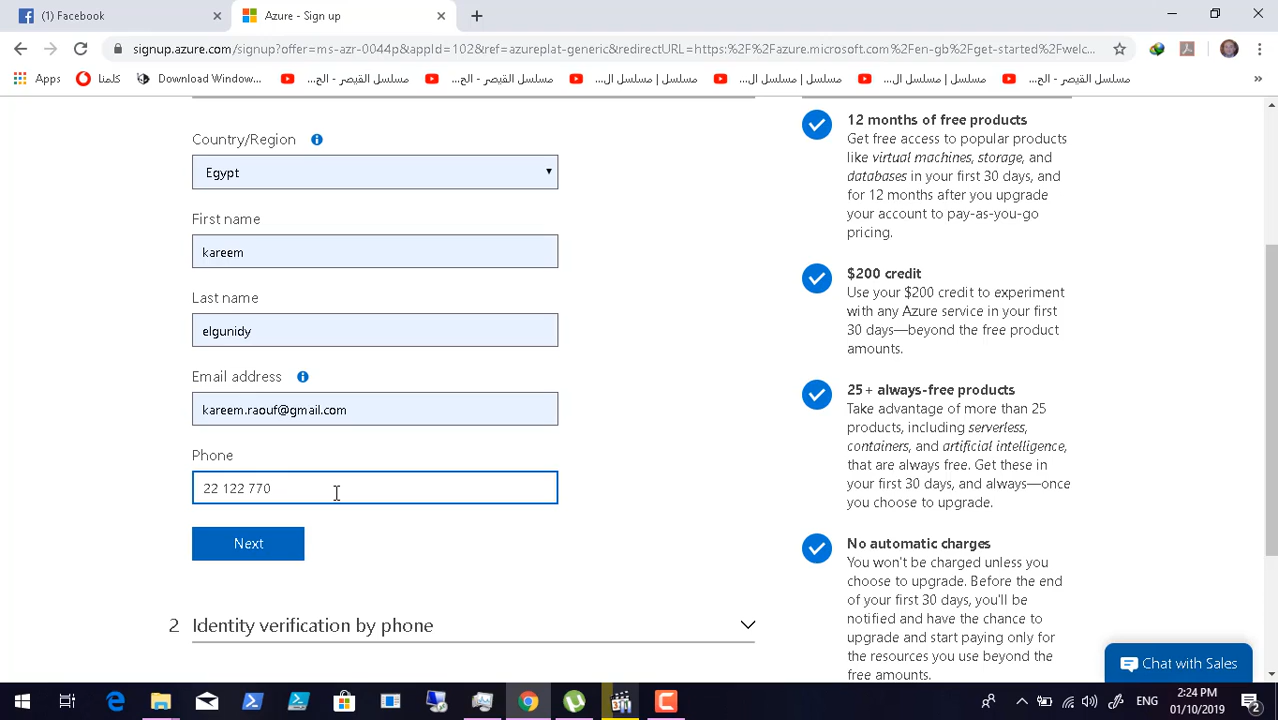 (1) Facebook
Azure - Sign up
signup.azure.com/signup?offer=ms-azr-0044p&appId=102&ref=azureplat-generic&redirectURL=https:%2F%2Fazure.microsoft.com%2Fen-gb%2Fget-started%2Fwelc...
Apps
كلمنا
Download Window...
مسلسل القيصر - الح...
مسلسل القيصر - الح...
مسلسل | مسلسل ال...
مسلسل | مسلسل ال...
مسلسل | مسلسل ال...
مسلسل القيصر - الح...
»
Country/Region
Egypt
First name
kareem
Last name
elgunidy
Email address
kareem.raouf@gmail.com
Phone
22 122 770
Next
2 Identity verification by phone
12 months of free products
Get free access to popular products
like virtual machines, storage, and
databases in your first 30 days, and
for 12 months after you upgrade
your account to pay-as-you-go
pricing.
$200 credit
Use your $200 credit to experiment
with any Azure service in your first
30 days—beyond the free product
amounts.
25+ always-free products
Take advantage of more than 25
products, including serverless,
containers, and artificial intelligence,
that are always free. Get these in
your first 30 days, and always—once
you choose to upgrade.
No automatic charges
You won't be charged unless you
choose to upgrade. Before the end
of your first 30 days, you'll be
notified and have the chance to
upgrade and start paying only for
the resources you use beyond the
free amounts.
Chat with Sales
ENG
2:24 PM
01/10/2019
2